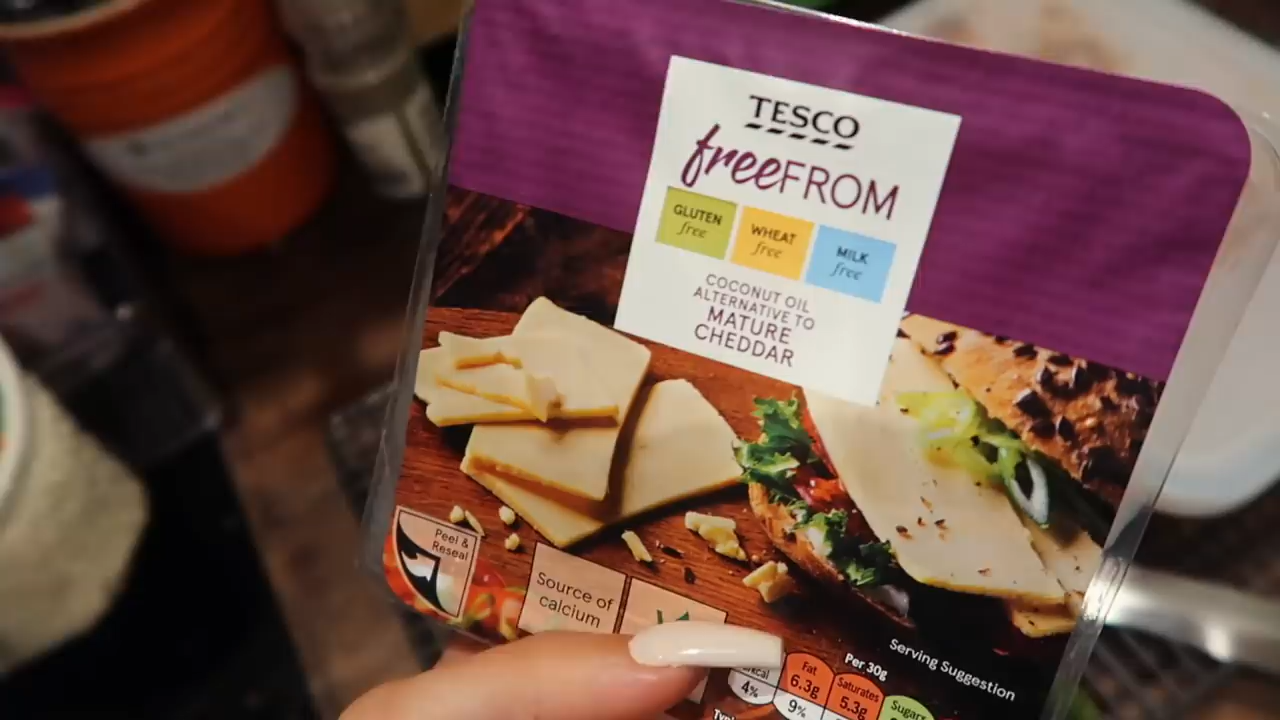 TESCO
freeFROM
GLUTEN
free
WHEAT
free
MILK
free
COCONUT OIL
ALTERNATIVE TO
MATURE
CHEDDAR
Peel &
Reseal
Source of
calcium
Serving Suggestion
Per 30g
4%
Fat
6.3g
9%
Saturates
5.3g
Sugars